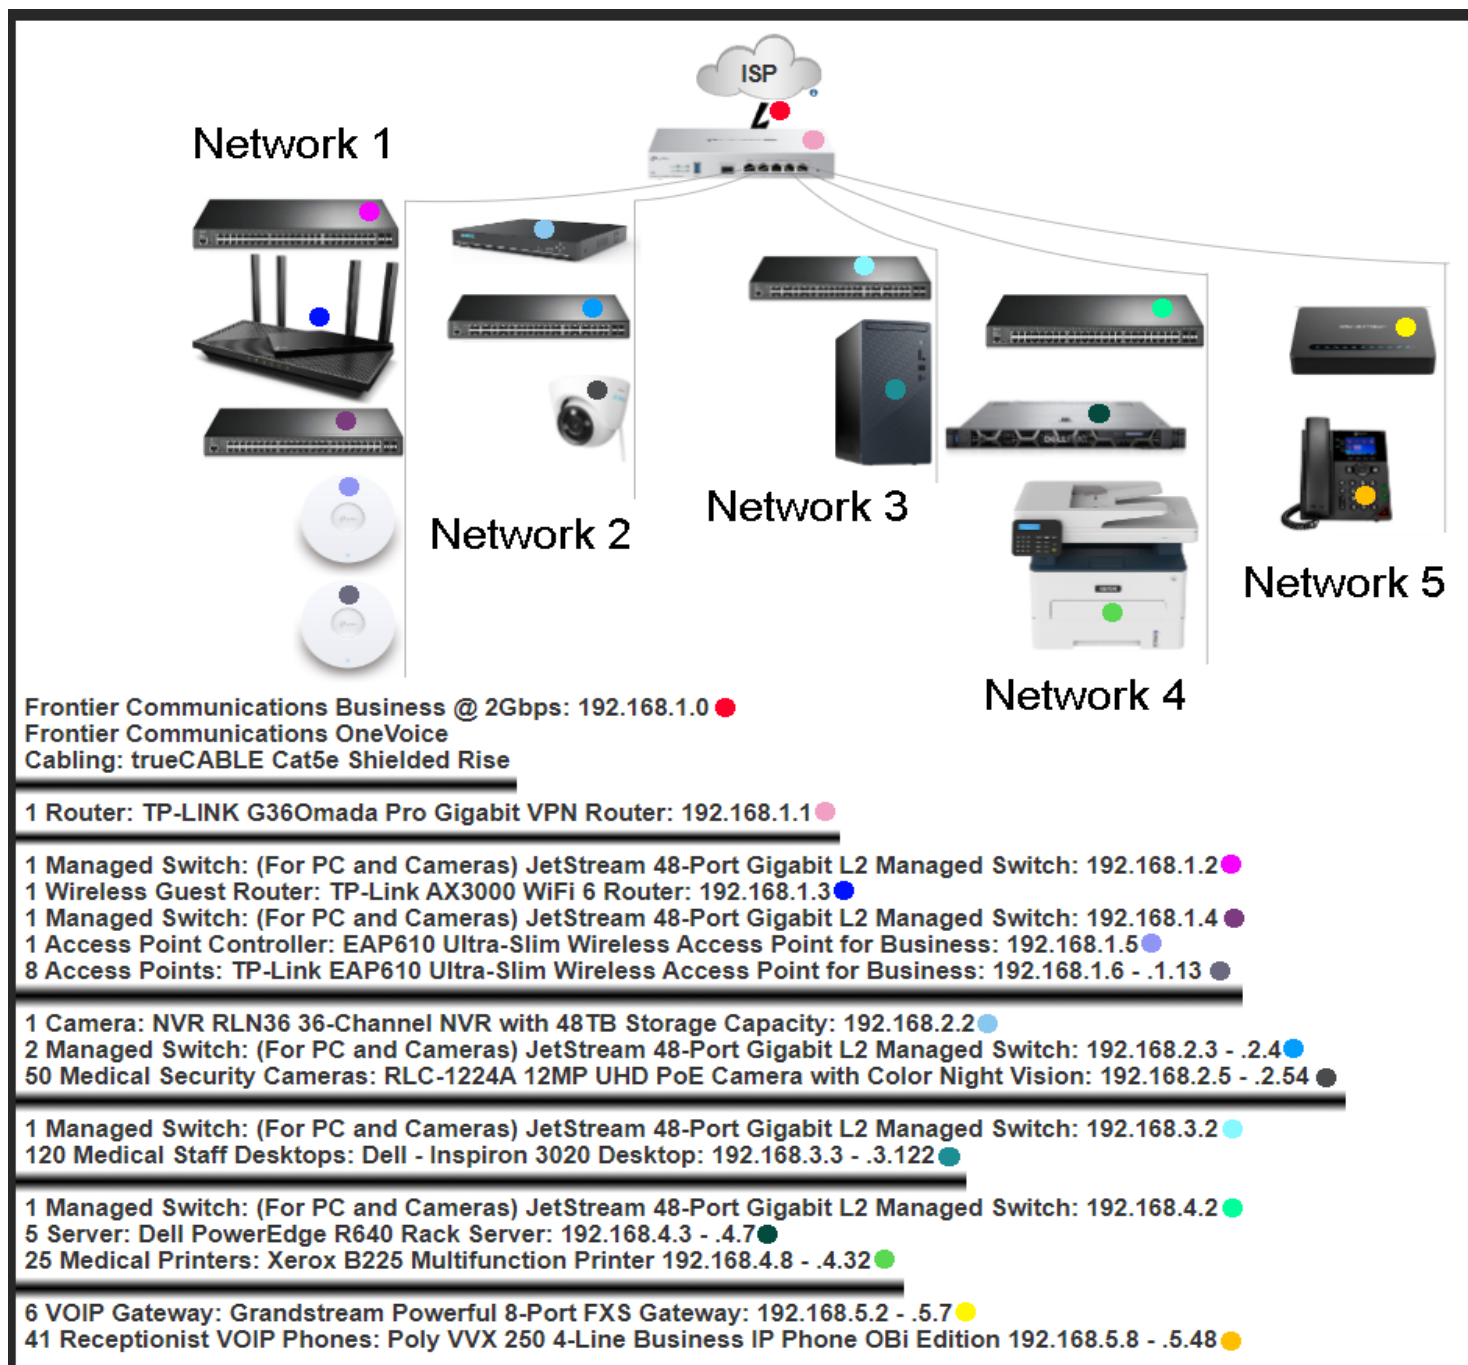 ISP
Network 1
Network 2
Network 3
Network 4
Network 5
Frontier Communications Business @ 2Gbps: 192.168.1.0
Frontier Communications OneVoice
Cabling: trueCABLE Cat5e Shielded Rise
1 Router: TP-LINK G36Omada Pro Gigabit VPN Router: 192.168.1.1
1 Managed Switch: (For PC and Cameras) JetStream 48-Port Gigabit L2 Managed Switch: 192.168.1.2
1 Wireless Guest Router: TP-Link AX3000 WiFi 6 Router: 192.168.1.3
1 Managed Switch: (For PC and Cameras) JetStream 48-Port Gigabit L2 Managed Switch: 192.168.1.4
1 Access Point Controller: EAP610 Ultra-Slim Wireless Access Point for Business: 192.168.1.5
8 Access Points: TP-Link EAP610 Ultra-Slim Wireless Access Point for Business: 192.168.1.6 - .1.13
1 Camera: NVR RLN36 36-Channel NVR with 48TB Storage Capacity: 192.168.2.2
2 Managed Switch: (For PC and Cameras) JetStream 48-Port Gigabit L2 Managed Switch: 192.168.2.3 - .2.4
50 Medical Security Cameras: RLC-1224A 12MP UHD PoE Camera with Color Night Vision: 192.168.2.5 - .2.54
1 Managed Switch: (For PC and Cameras) JetStream 48-Port Gigabit L2 Managed Switch: 192.168.3.2
120 Medical Staff Desktops: Dell - Inspiron 3020 Desktop: 192.168.3.3 - .3.122
1 Managed Switch: (For PC and Cameras) JetStream 48-Port Gigabit L2 Managed Switch: 192.168.4.2
5 Server: Dell PowerEdge R640 Rack Server: 192.168.4.3 - .4.7
25 Medical Printers: Xerox B225 Multifunction Printer 192.168.4.8 - .4.32
6 VOIP Gateway: Grandstream Powerful 8-Port FXS Gateway: 192.168.5.2 - .5.7
41 Receptionist VOIP Phones: Poly VVX 250 4-Line Business IP Phone OBi Edition 192.168.5.8 - .5.48